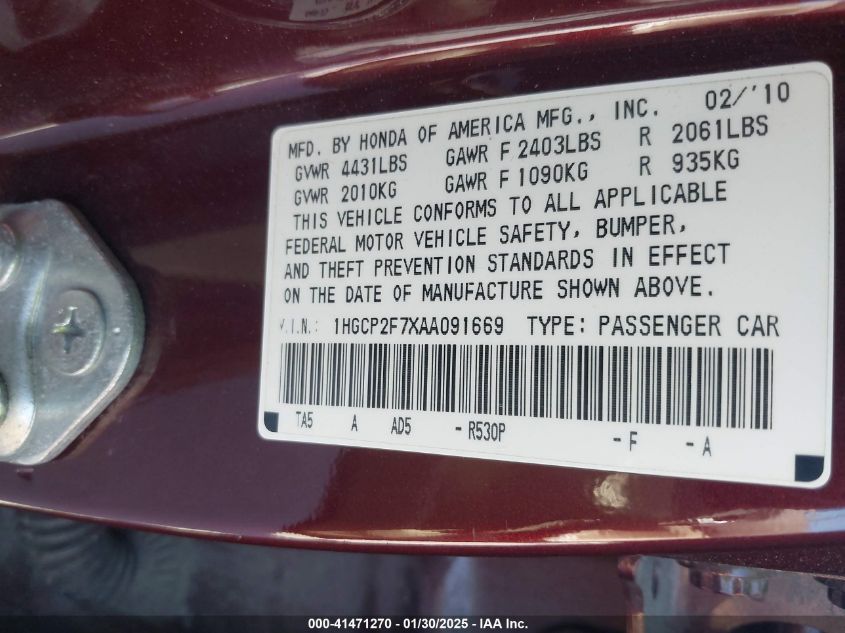 MFD. BY HONDA OF AMERICA MFG., INC. 02/'10
GVWR 4431LBS GAWR F 2403LBS R 2061LBS
GVWR 2010KG GAWR F 1090KG R 935KG
THIS VEHICLE CONFORMS TO ALL APPLICABLE
FEDERAL MOTOR VEHICLE SAFETY, BUMPER,
AND THEFT PREVENTION STANDARDS IN EFFECT
ON THE DATE OF MANUFACTURE SHOWN ABOVE.
V.I.N.: 1HGCP2F7XAA091669 TYPE: PASSENGER CAR
TA5 A AD5 - R530P - F - A
000-41471270 - 01/30/2025 - IAA Inc.